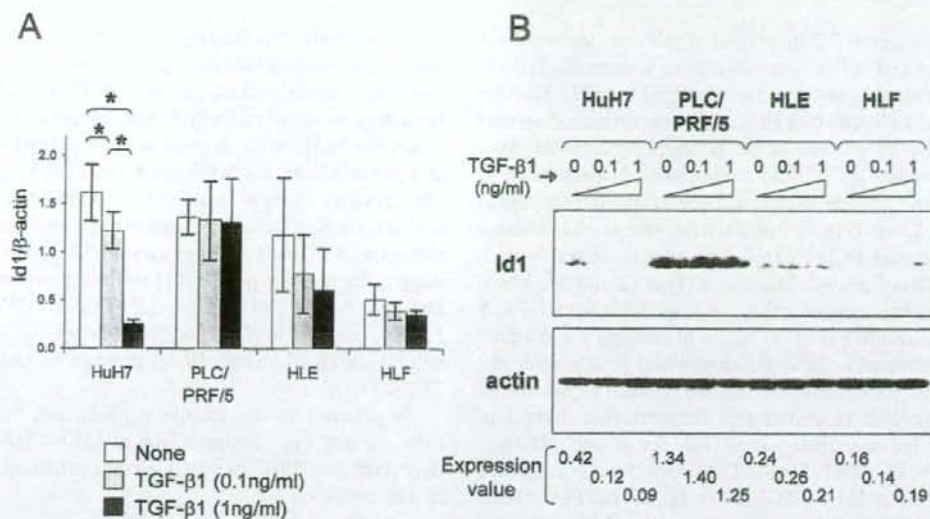 A
Id1/β-actin
2.0
1.5
1.0
0.5
0.0
* * *
HuH7 PLC/ PRF/5 HLE HLF
None
TGF-β1 (0.1ng/ml)
TGF-β1 (1ng/ml)
B
HuH7 PLC/ PRF/5 HLE HLF
TGF-β1 (ng/ml) → 0 0.1 1 0 0.1 1 0 0.1 1 0 0.1 1
Id1
actin
Expression value
0.42 0.12 0.09 1.34 1.40 1.25 0.24 0.26 0.21 0.16 0.14 0.19